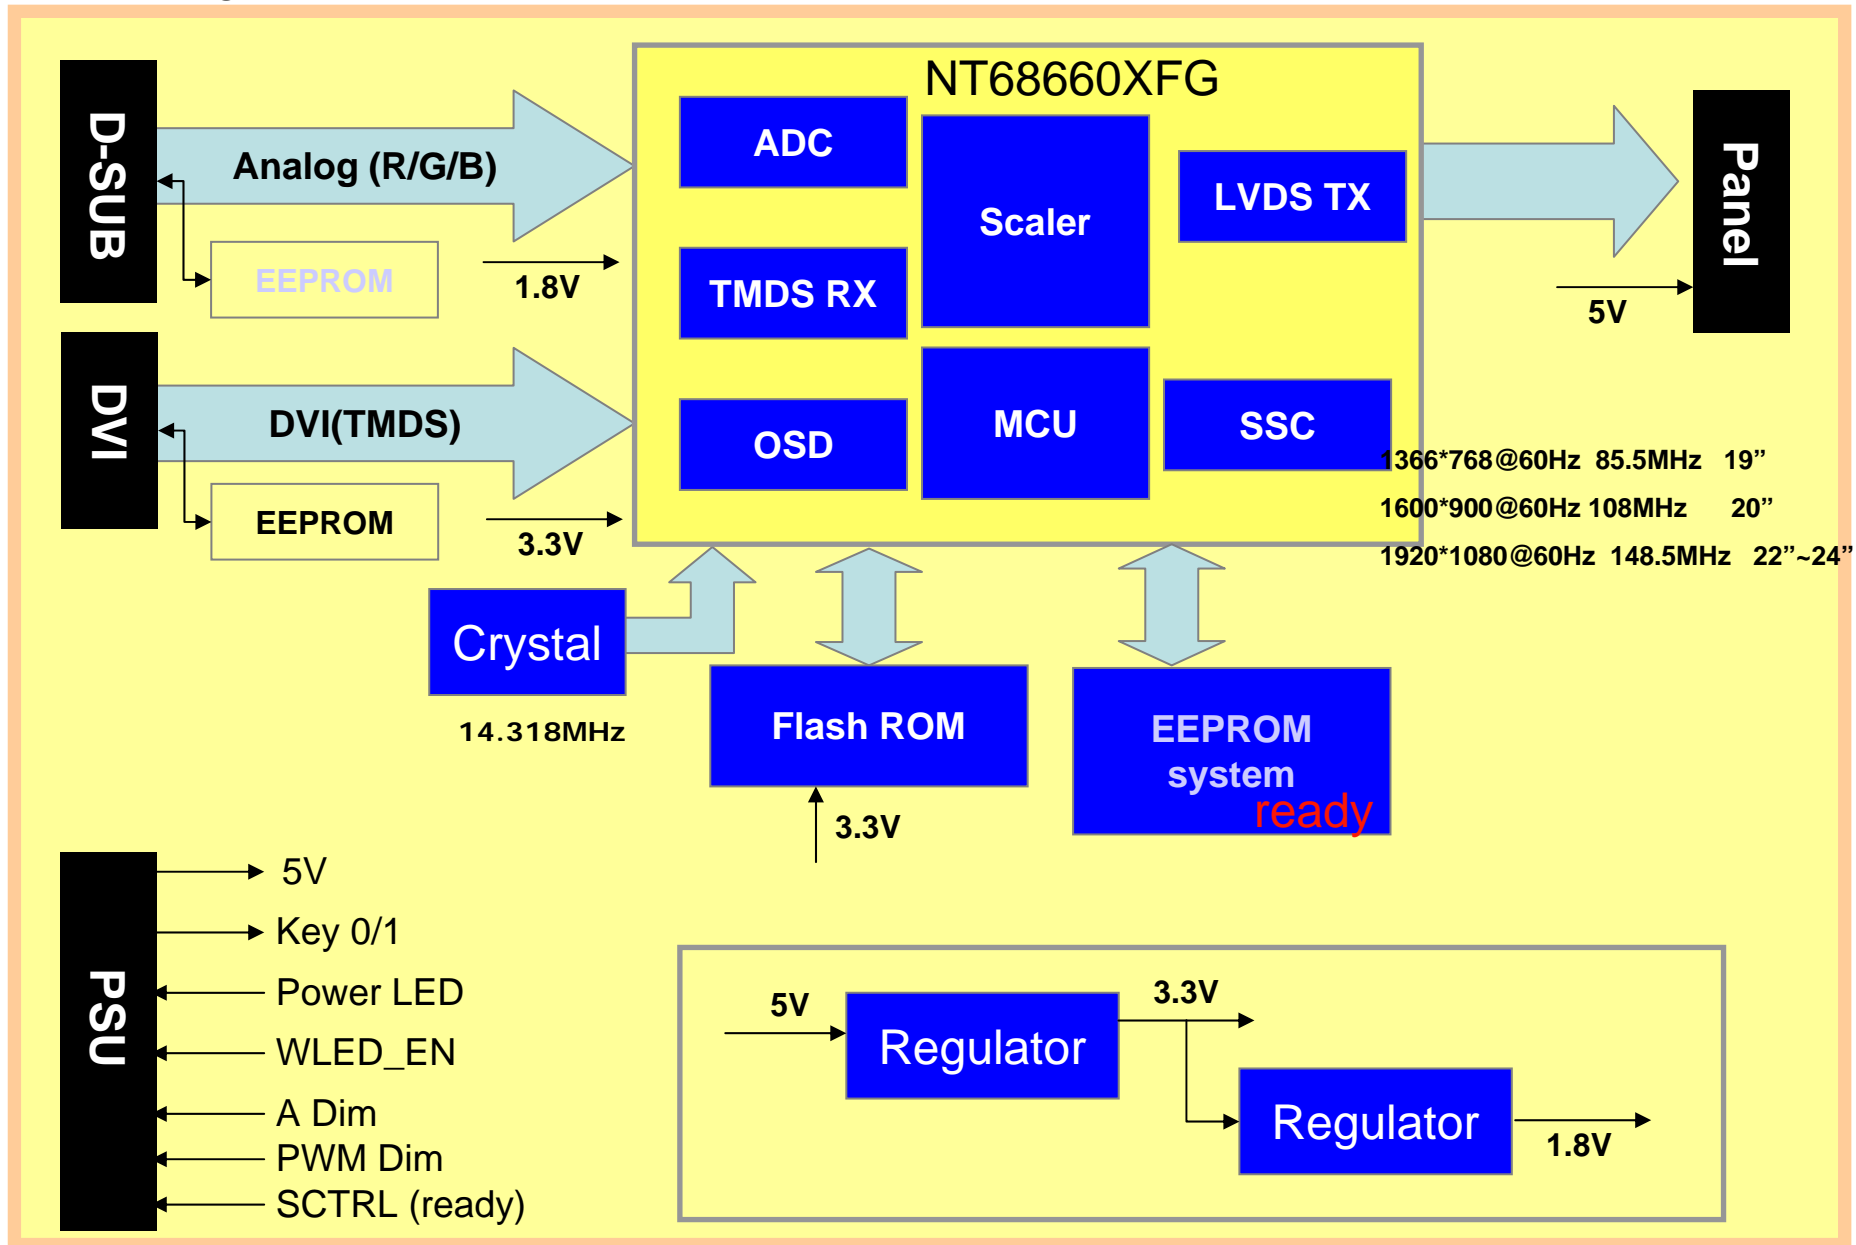 NT68660XFG
D-SUB
Analog (R/G/B)
EEPROM
1.8V
ADC
Scaler
LVDS TX
TMDS RX
Panel
5V
DVI
DVI(TMDS)
EEPROM
3.3V
OSD
MCU
SSC
1366*768@60Hz 85.5MHz 19”
1600*900@60Hz 108MHz 20”
1920*1080@60Hz 148.5MHz 22”~24”
Crystal
14.318MHz
Flash ROM
3.3V
EEPROM
system
ready
PSU
5V
Key 0/1
Power LED
WLED_EN
A Dim
PWM Dim
SCTRL (ready)
5V
Regulator
3.3V
Regulator
1.8V